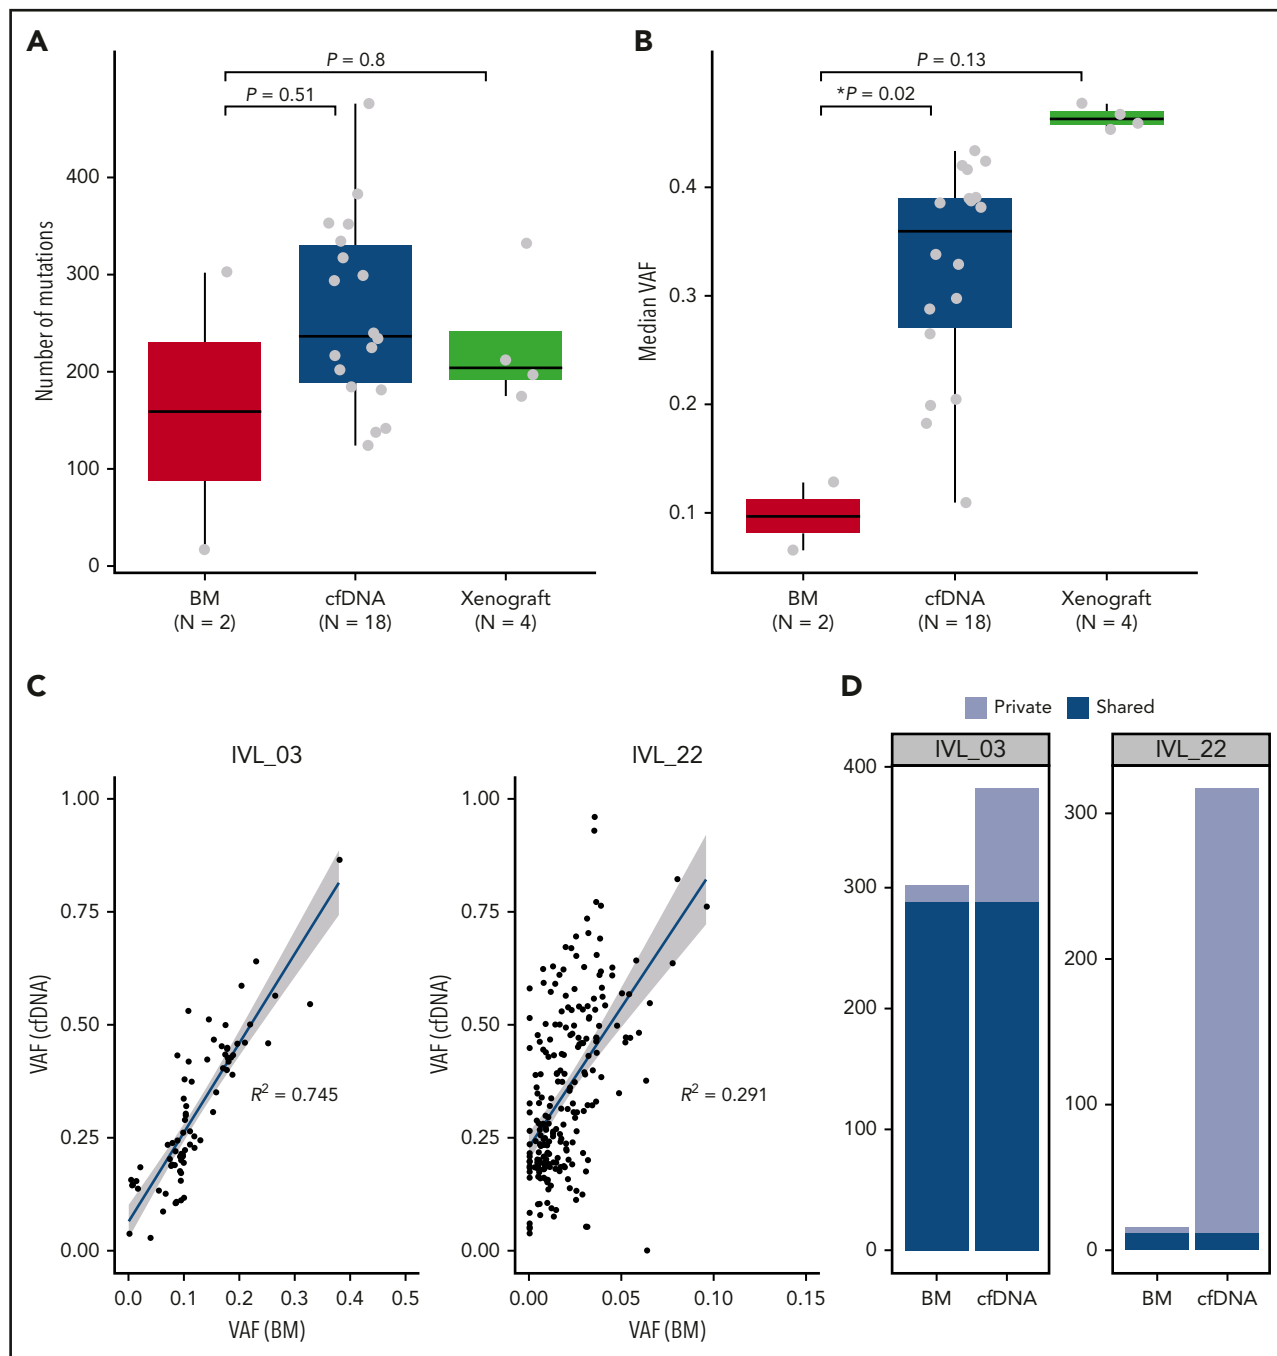 A
P = 0.8
P = 0.51
Number of mutations
400
300
200
100
0
BM
(N = 2)
cfDNA
(N = 18)
Xenograft
(N = 4)
B
P = 0.13
*P = 0.02
Median VAF
0.4
0.3
0.2
0.1
BM
(N = 2)
cfDNA
(N = 18)
Xenograft
(N = 4)
C
IVL_03
VAF (cfDNA)
1.00
0.75
0.50
0.25
0.00
R² = 0.745
0.0 0.1 0.2 0.3 0.4 0.5
VAF (BM)
IVL_22
VAF (cfDNA)
1.00
0.75
0.50
0.25
0.00
R² = 0.291
0.00 0.05 0.10 0.15
VAF (BM)
D
Private Shared
IVL_03
400
300
200
100
0
BM cfDNA
IVL_22
300
200
100
0
BM cfDNA